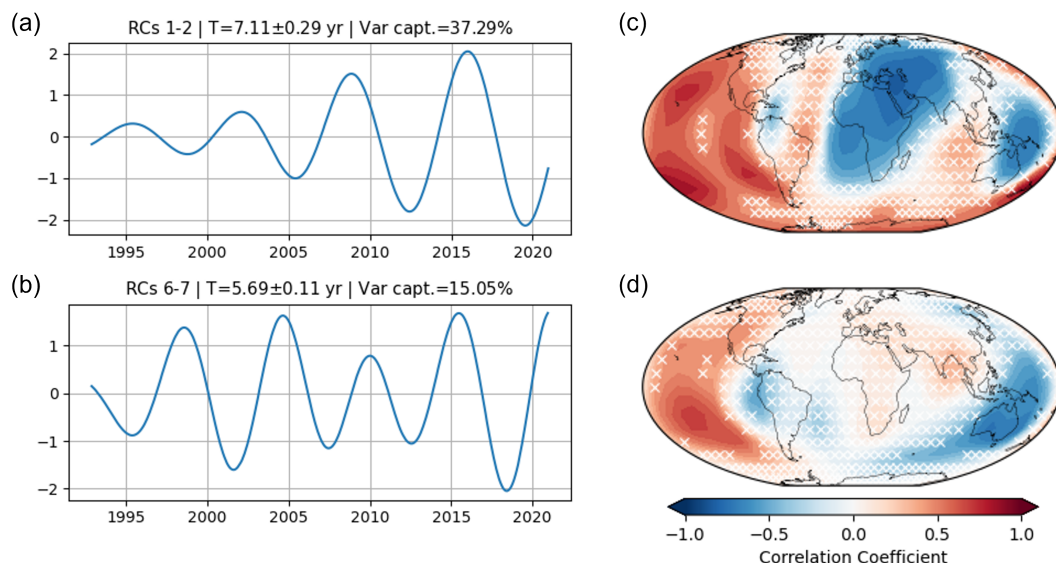 (a)
RCs 1-2 | T=7.11±0.29 yr | Var capt.=37.29%
2
1
0
−1
−2
1995 2000 2005 2010 2015 2020
(b)
RCs 6-7 | T=5.69±0.11 yr | Var capt.=15.05%
1
0
−1
−2
1995 2000 2005 2010 2015 2020
(c)
(d)
−1.0 −0.5 0.0 0.5 1.0
Correlation Coefficient